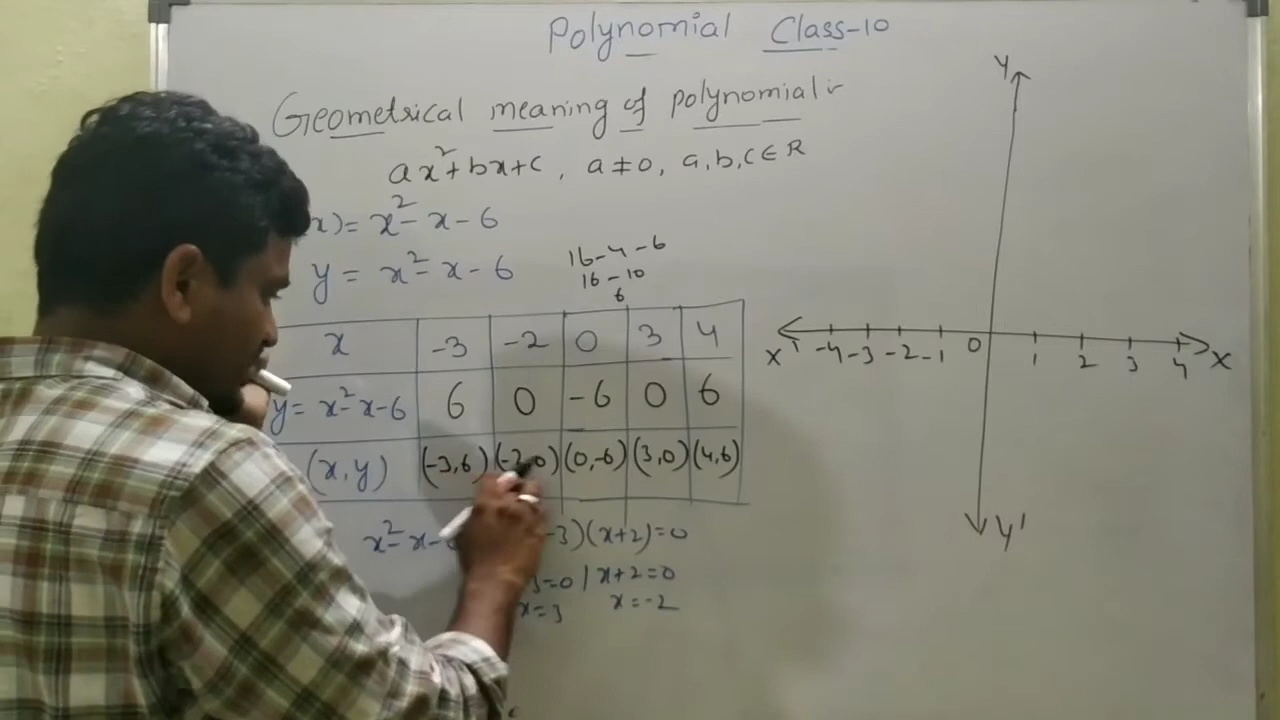 Polynomial Class-10
Geometrical meaning of polynomial :-
ax²+bx+c, a≠0, a,b,c∈R
x)= x²-x-6
y = x²-x-6
16-4-6
16-10
6
x -3 -2 0 3 4
y= x²-x-6 6 0 -6 0 6
(x,y) (-3,6) (-2,0) (0,-6) (3,0) (4,6)
x²-x- -3)(x+2)=0
3=0 | x+2=0
x=3 x=-2
Y
X' -4 -3 -2 -1 0 1 2 3 4 X
Y'